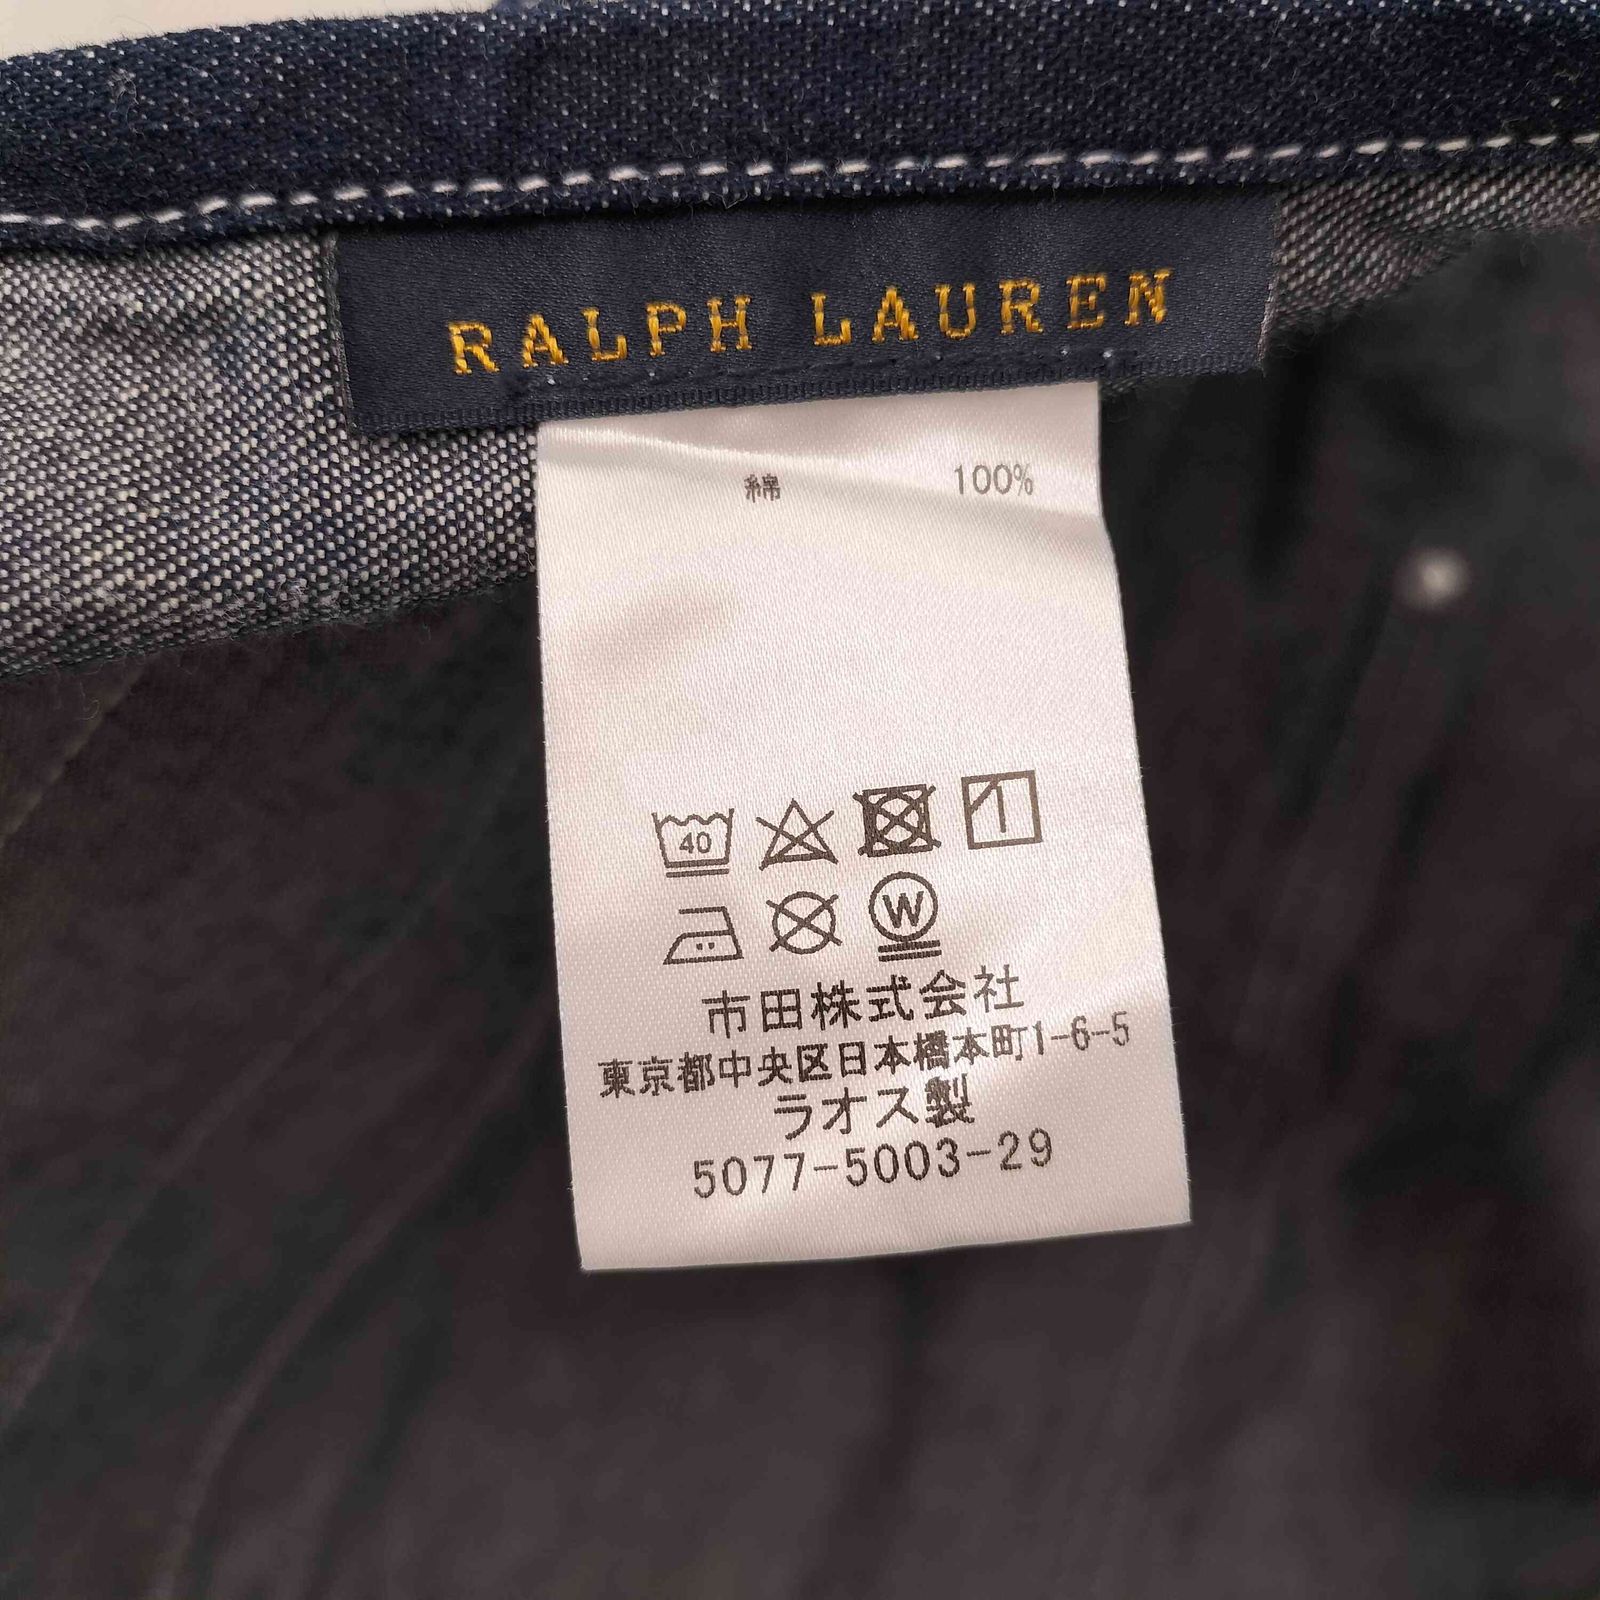 RALPH LAUREN
綿 100%
40
W
市田株式会社
東京都中央区日本橋本町1-6-5
ラオス製
5077-5003-29